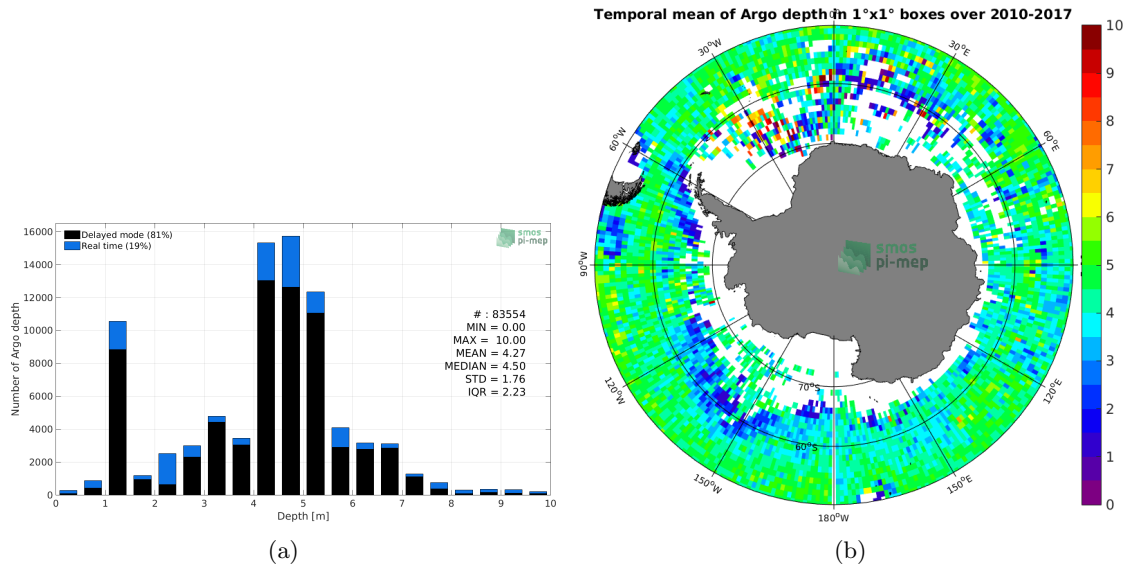 Delayed mode (81%)
Real time (19%)
smos
pi-mep
# : 83554
MIN = 0.00
MAX = 10.00
MEAN = 4.27
MEDIAN = 4.50
STD = 1.76
IQR = 2.23
Number of Argo depth
16000
14000
12000
10000
8000
6000
4000
2000
0
0 1 2 3 4 5 6 7 8 9 10
Depth [m]
(a)
Temporal mean of Argo depth in 1°x1° boxes over 2010-2017
30°W
30°E
60°W
60°E
90°W
smos
pi-mep
120°W
120°E
70°S
60°S
150°W
150°E
180°W
10
9
8
7
6
5
4
3
2
1
0
(b)